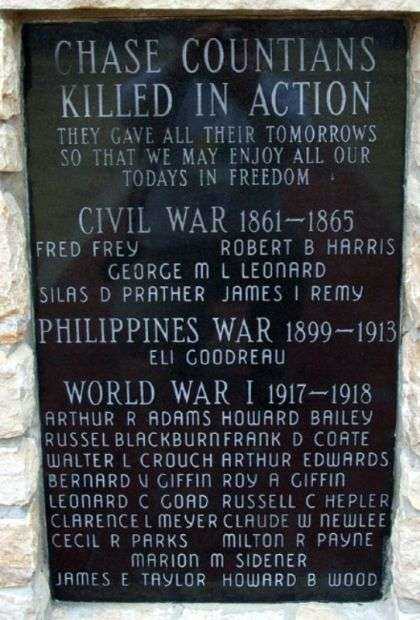 CHASE COUNTIANS
KILLED IN ACTION
THEY GAVE ALL THEIR TOMORROWS
SO THAT WE MAY ENJOY ALL OUR
TODAYS IN FREEDOM
CIVIL WAR 1861–1865
FRED FREY ROBERT B HARRIS
GEORGE M L LEONARD
SILAS D PRATHER JAMES I REMY
PHILIPPINES WAR 1899–1913
ELI GOODREAU
WORLD WAR I 1917–1918
ARTHUR R ADAMS HOWARD BAILEY
RUSSEL BLACKBURN FRANK D COATE
WALTER L CROUCH ARTHUR EDWARDS
BERNARD V GIFFIN ROY A GIFFIN
LEONARD C GOAD RUSSELL C HEPLER
CLARENCE L MEYER CLAUDE W NEWLEE
CECIL R PARKS MILTON R PAYNE
MARION M SIDENER
JAMES E TAYLOR HOWARD B WOOD